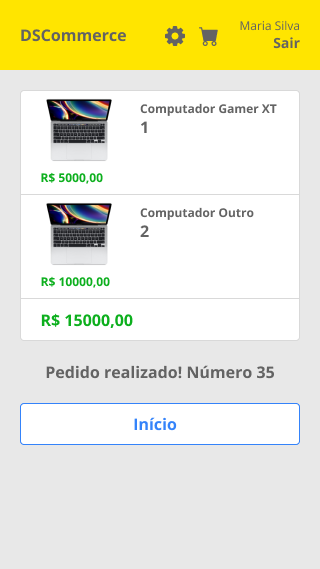 DSCommerce
Maria Silva
Sair
Computador Gamer XT
1
R$ 5000,00
Computador Outro
2
R$ 10000,00
R$ 15000,00
Pedido realizado! Número 35
Início